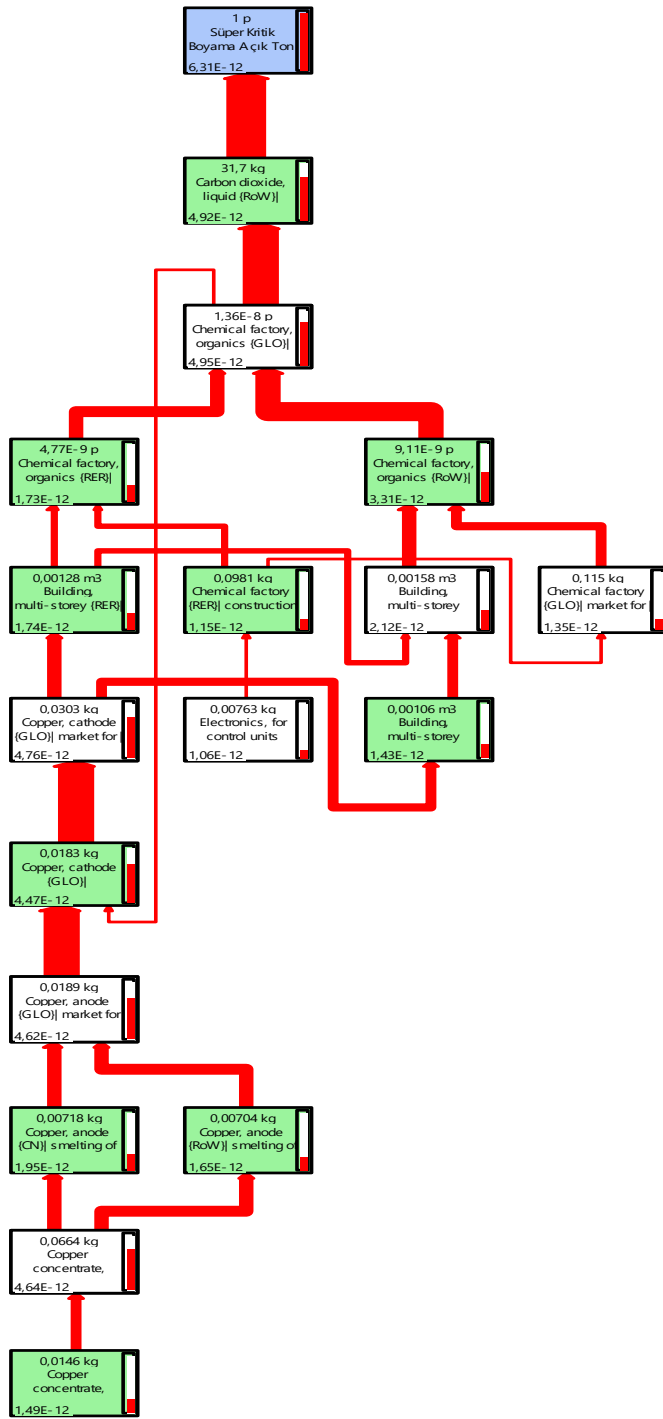 1 p
Süper Kritik
Boyama Açık Ton
6,31E-12
31,7 kg
Carbon dioxide,
liquid {RoW}|
4,92E-12
1,36E-8 p
Chemical factory,
organics {GLO}|
4,95E-12
4,77E-9 p
Chemical factory,
organics {RER}|
1,73E-12
9,11E-9 p
Chemical factory,
organics {RoW}|
3,31E-12
0,00128 m3
Building,
multi-storey {RER}|
1,74E-12
0,0981 kg
Chemical factory
{RER}| construction
1,15E-12
0,00158 m3
Building,
multi-storey
2,12E-12
0,115 kg
Chemical factory
{GLO}| market for |
1,35E-12
0,0303 kg
Copper, cathode
{GLO}| market for |
4,76E-12
0,00763 kg
Electronics, for
control units
1,06E-12
0,00106 m3
Building,
multi-storey
1,43E-12
0,0183 kg
Copper, cathode
{GLO}|
4,47E-12
0,0189 kg
Copper, anode
{GLO}| market for
4,62E-12
0,00718 kg
Copper, anode
{CN}| smelting of
1,95E-12
0,00704 kg
Copper, anode
{RoW}| smelting of
1,65E-12
0,0664 kg
Copper
concentrate,
4,64E-12
0,0146 kg
Copper
concentrate,
1,49E-12